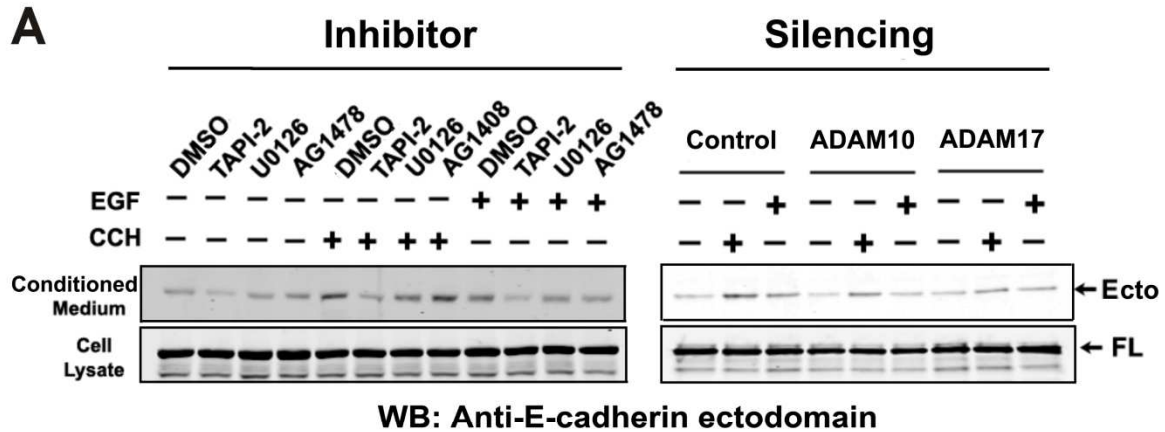 A
Inhibitor Silencing
DMSO TAPI-2 U0126 AG1478 DMSO TAPI-2 U0126 AG1408 DMSO TAPI-2 U0126 AG1478
Control ADAM10 ADAM17
EGF − − − − − − − − + + + + − − + − − + − − +
CCH − − − − + + + + − − − − − + − − + − − + −
Conditioned
Medium
← Ecto
Cell
Lysate
← FL
WB: Anti-E-cadherin ectodomain